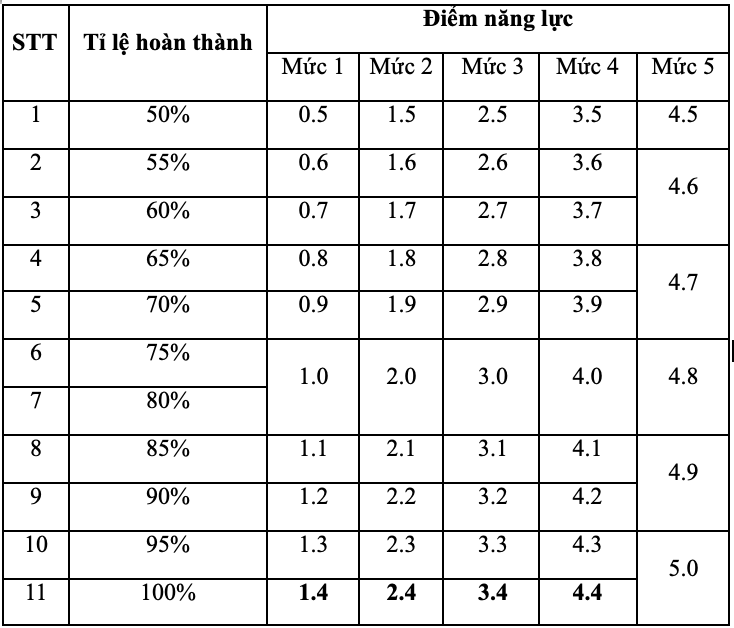 STT Tỉ lệ hoàn thành Điểm năng lực
Mức 1 Mức 2 Mức 3 Mức 4 Mức 5
1 50% 0.5 1.5 2.5 3.5 4.5
2 55% 0.6 1.6 2.6 3.6 4.6
3 60% 0.7 1.7 2.7 3.7
4 65% 0.8 1.8 2.8 3.8 4.7
5 70% 0.9 1.9 2.9 3.9
6 75% 1.0 2.0 3.0 4.0 4.8
7 80%
8 85% 1.1 2.1 3.1 4.1 4.9
9 90% 1.2 2.2 3.2 4.2
10 95% 1.3 2.3 3.3 4.3 5.0
11 100% 1.4 2.4 3.4 4.4